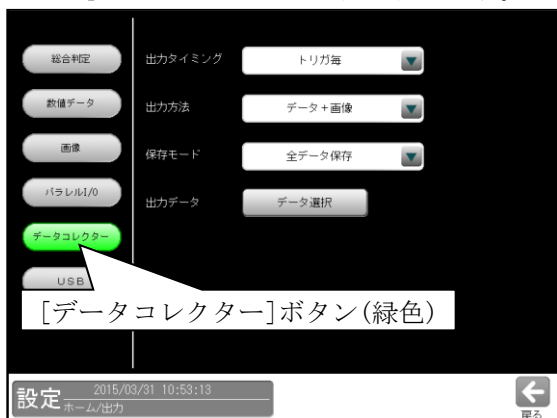 総合判定
数値データ
画像
パラレルI/O
データコレクター
USB
出力タイミング
トリガ毎
出力方法
データ+画像
保存モード
全データ保存
出力データ
データ選択
[データコレクター]ボタン(緑色)
設定
2015/03/31 10:53:13
ホーム/出力
戻る